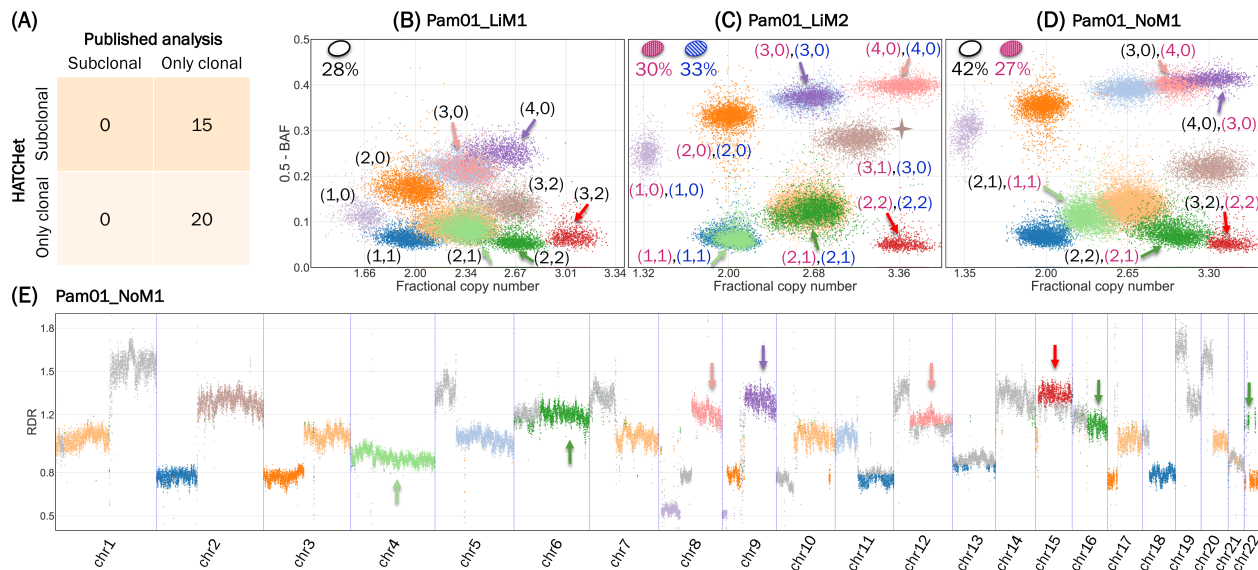 (A)
Published analysis
Subclonal Only clonal
HATCHet
Subclonal
Only clonal
0 15
0 20
(B) Pam01_LiM1
0.5 - BAF
0.5
0.4
0.3
0.2
0.1
0.0
28%
(3,0)
(4,0)
(2,0)
(1,0)
(3,2)
(3,2)
(1,1)
(2,1)
(2,2)
1.66 2.00 2.34 2.67 3.01 3.34
Fractional copy number
(C) Pam01_LiM2
30% 33%
(3,0),(3,0)
(4,0),(4,0)
(2,0),(2,0)
(3,1),(3,0)
(1,0),(1,0)
(2,2),(2,2)
(1,1),(1,1)
(2,1),(2,1)
1.32 2.00 2.68 3.36
Fractional copy number
(D) Pam01_NoM1
42% 27%
(3,0),(4,0)
(4,0),(3,0)
(2,1),(1,1)
(3,2),(2,2)
(2,2),(2,1)
1.35 2.00 2.65 3.30
Fractional copy number
(E) Pam01_NoM1
RDR
1.8
1.5
1.2
0.8
0.5
chr1 chr2 chr3 chr4 chr5 chr6 chr7 chr8 chr9 chr10 chr11 chr12 chr13 chr14 chr15 chr16 chr17 chr18 chr19 chr20 chr21 chr22